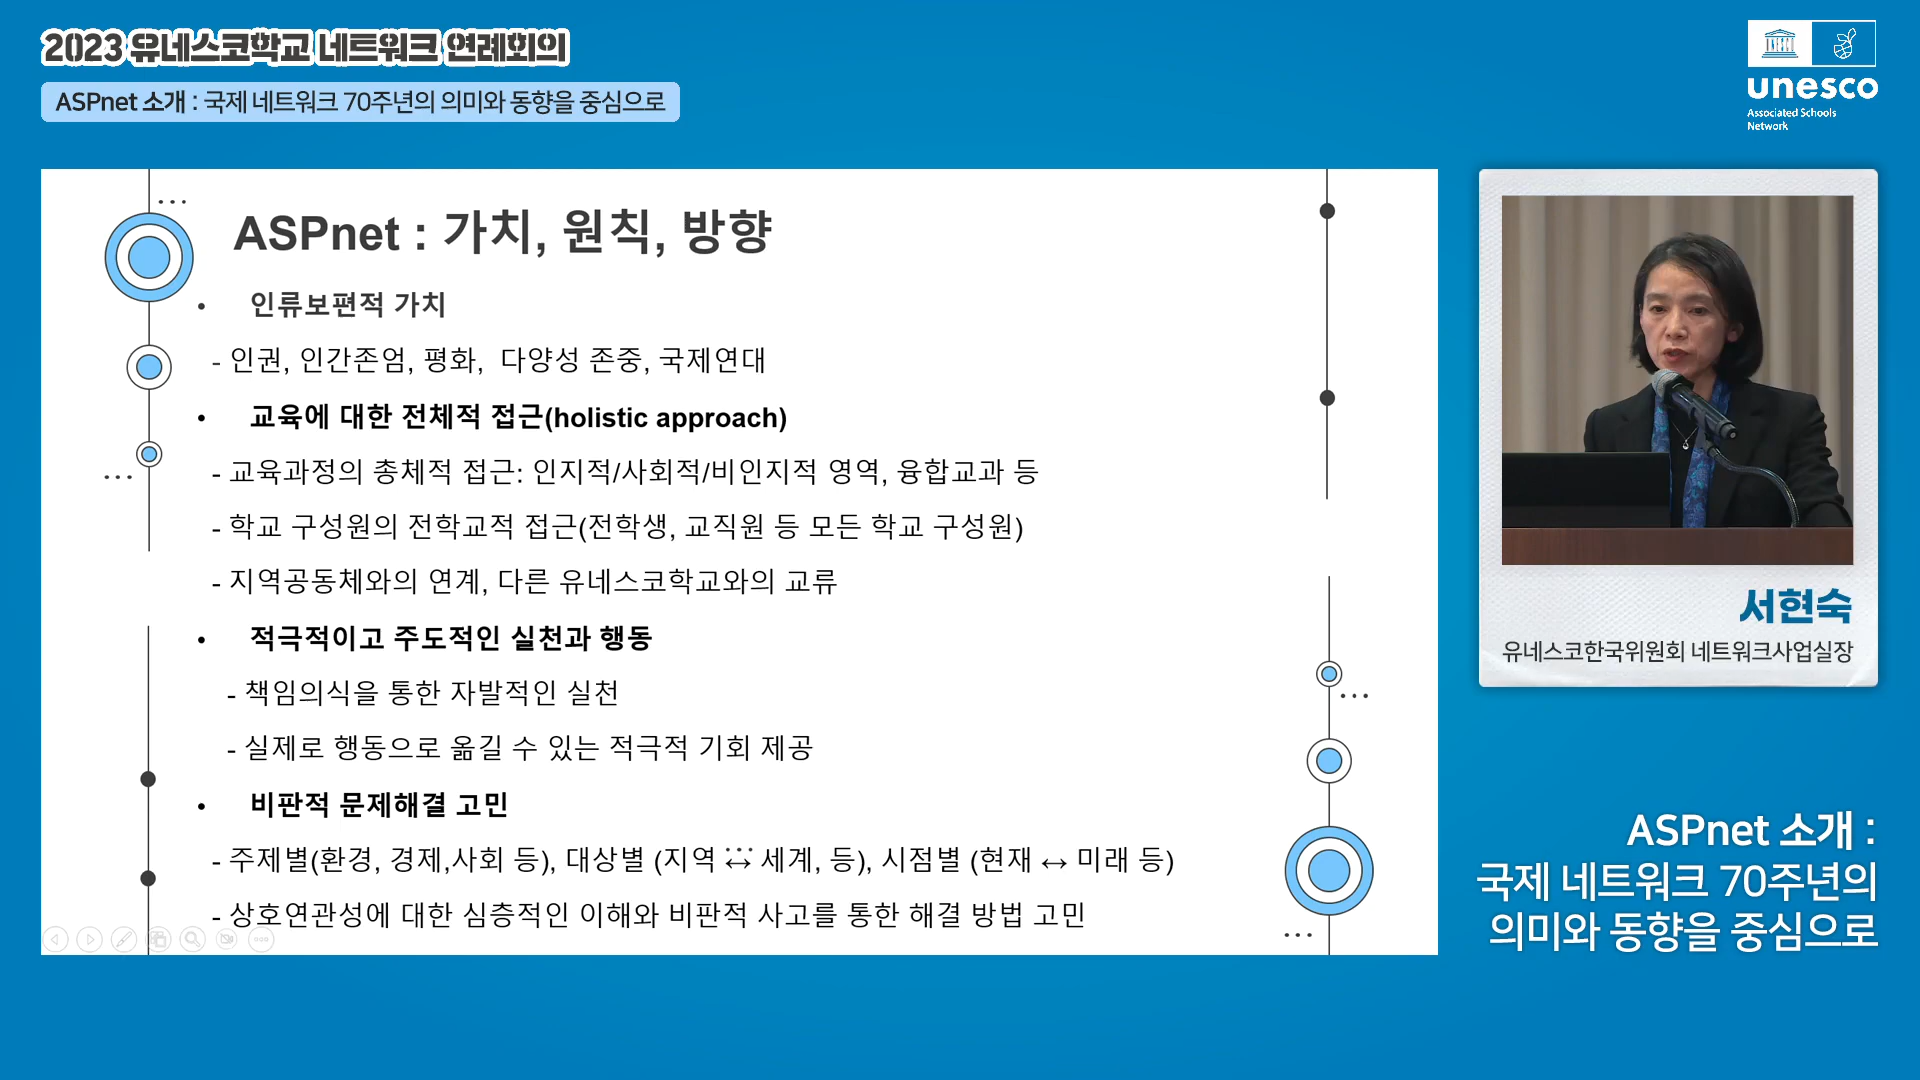 2023 유네스코학교 네트워크 연례회의
ASPnet 소개 : 국제 네트워크 70주년의 의미와 동향을 중심으로
unesco
Associated Schools
Network
ASPnet : 가치, 원칙, 방향
• 인류보편적 가치
- 인권, 인간존엄, 평화, 다양성 존중, 국제연대
• 교육에 대한 전체적 접근(holistic approach)
- 교육과정의 총체적 접근: 인지적/사회적/비인지적 영역, 융합교과 등
- 학교 구성원의 전학교적 접근(전학생, 교직원 등 모든 학교 구성원)
- 지역공동체와의 연계, 다른 유네스코학교와의 교류
• 적극적이고 주도적인 실천과 행동
- 책임의식을 통한 자발적인 실천
- 실제로 행동으로 옮길 수 있는 적극적 기회 제공
• 비판적 문제해결 고민
- 주제별(환경, 경제,사회 등), 대상별 (지역 ↔ 세계, 등), 시점별 (현재 ↔ 미래 등)
- 상호연관성에 대한 심층적인 이해와 비판적 사고를 통한 해결 방법 고민
서현숙
유네스코한국위원회 네트워크사업실장
ASPnet 소개 :
국제 네트워크 70주년의
의미와 동향을 중심으로